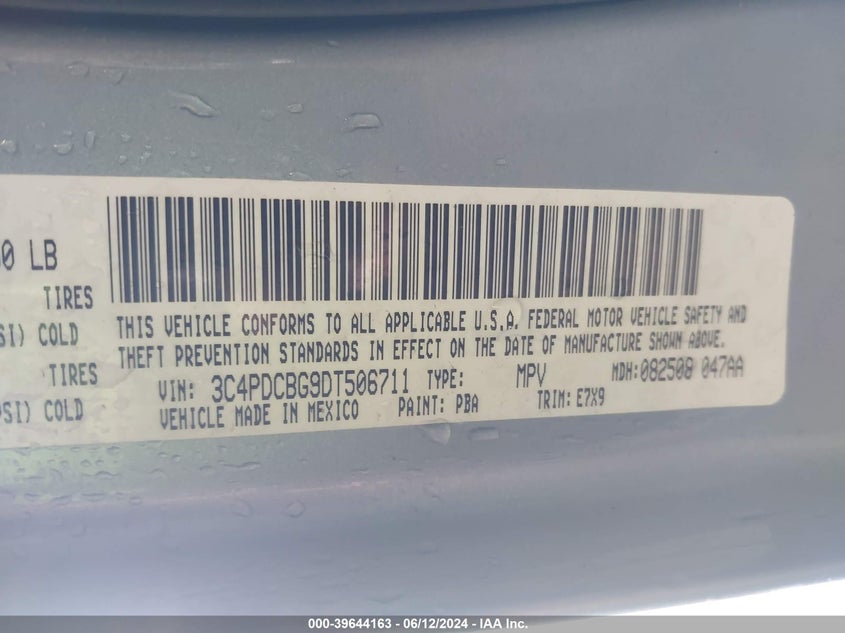 0 LB
TIRES
SI) COLD
TIRES
PSI) COLD
THIS VEHICLE CONFORMS TO ALL APPLICABLE U.S.A. FEDERAL MOTOR VEHICLE SAFETY AND
THEFT PREVENTION STANDARDS IN EFFECT ON THE DATE OF MANUFACTURE SHOWN ABOVE.
VIN: 3C4PDCBG9DT506711 TYPE: MPV MDH:082508 047AA
VEHICLE MADE IN MEXICO PAINT: PBA TRIM: E7X9
000-39644163 - 06/12/2024 - IAA Inc.